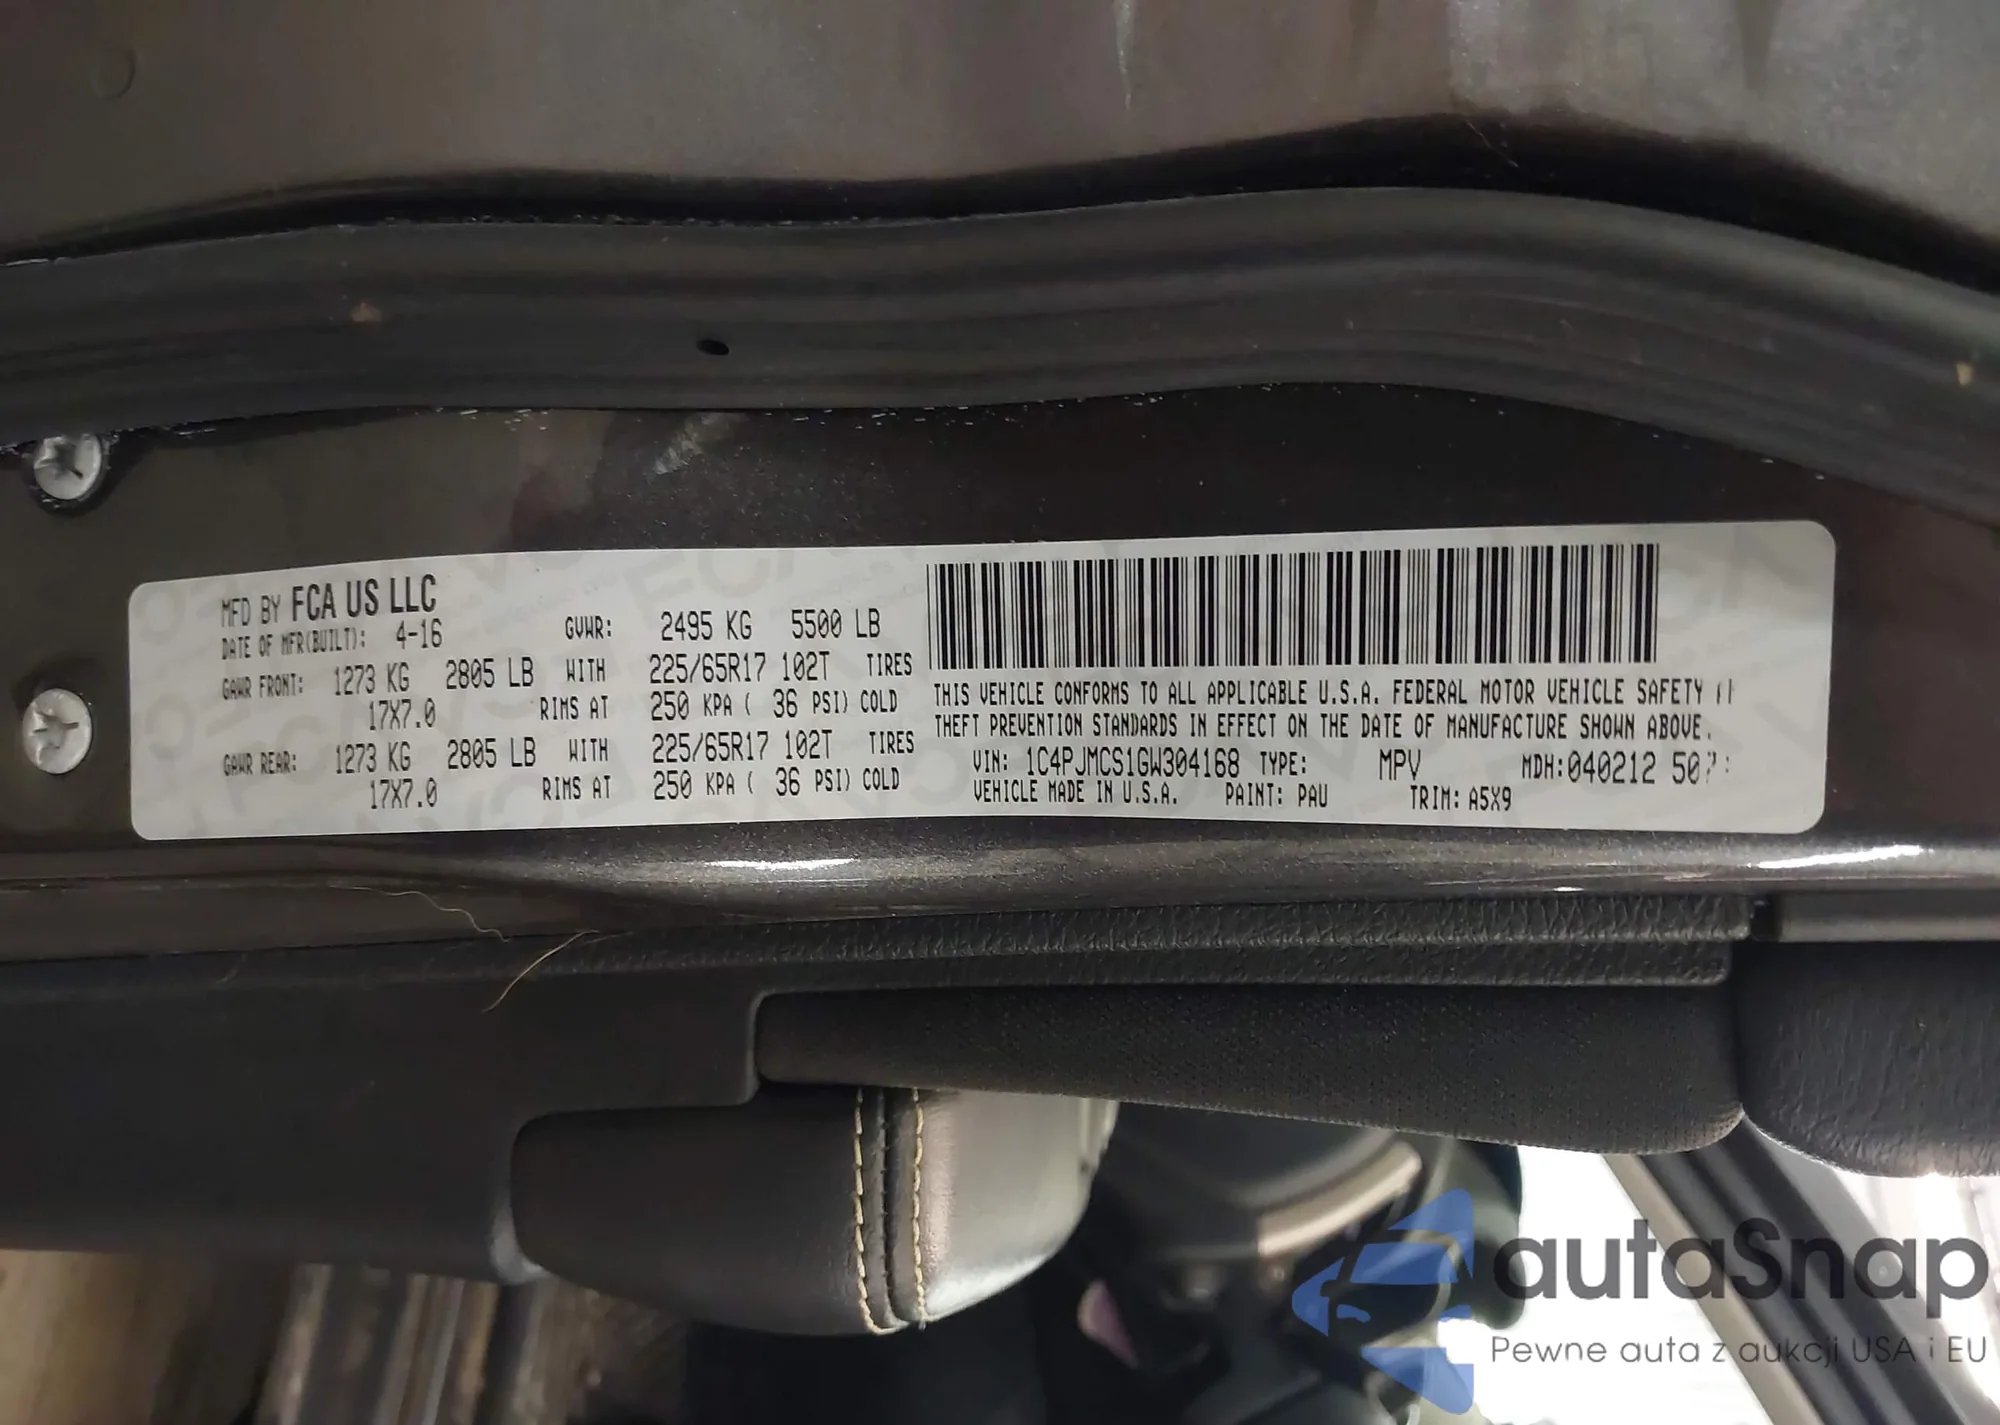 MFD BY FCA US LLC
DATE OF MFR(BUILT): 4-16 GVWR: 2495 KG 5500 LB
GAWR FRONT: 1273 KG 2805 LB WITH 225/65R17 102T TIRES
17X7.0 RIMS AT 250 KPA ( 36 PSI) COLD
GAWR REAR: 1273 KG 2805 LB WITH 225/65R17 102T TIRES
17X7.0 RIMS AT 250 KPA ( 36 PSI) COLD
THIS VEHICLE CONFORMS TO ALL APPLICABLE U.S.A. FEDERAL MOTOR VEHICLE SAFETY
THEFT PREVENTION STANDARDS IN EFFECT ON THE DATE OF MANUFACTURE SHOWN ABOVE.
VIN: 1C4PJMCS1GW304168 TYPE: MPV MDH: 040212
VEHICLE MADE IN U.S.A. PAINT: PAU TRIM: A5X9
autaSnap
Pewne auta z aukcji USA i EU